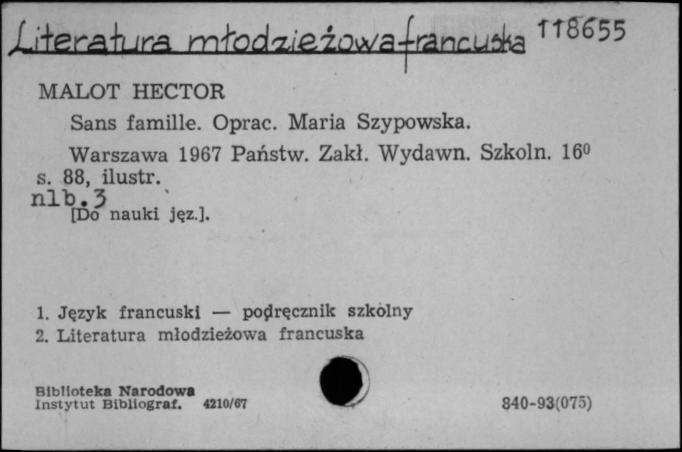 Literatura młodzieżowa francuska 118655
MALOT HECTOR
Sans famille. Oprac. Maria Szypowska.
Warszawa 1967 Państw. Zakł. Wydawn. Szkoln. 16⁰
s. 88, ilustr.
nlb. 3
[Do nauki jęz.].
1. Język francuski — podręcznik szkolny
2. Literatura młodzieżowa francuska
Biblioteka Narodowa
Instytut Bibliograf. 4210/67
840-93(075)